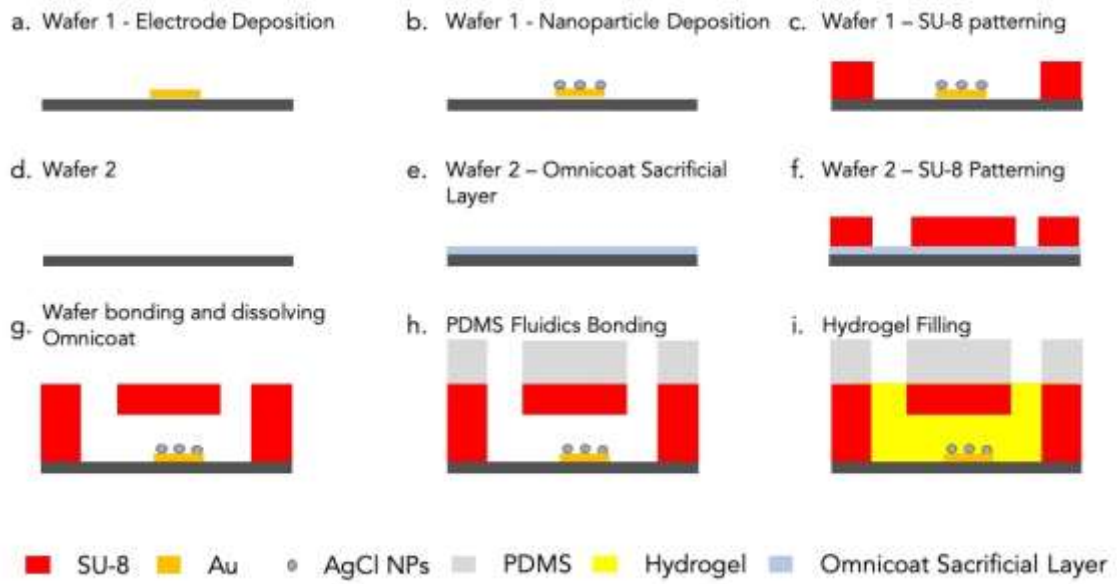 a. Wafer 1 - Electrode Deposition
b. Wafer 1 - Nanoparticle Deposition
c. Wafer 1 – SU-8 patterning
d. Wafer 2
e. Wafer 2 – Omnicoat Sacrificial
Layer
f. Wafer 2 – SU-8 Patterning
g. Wafer bonding and dissolving
Omnicoat
h. PDMS Fluidics Bonding
i. Hydrogel Filling
SU-8
Au
AgCl NPs
PDMS
Hydrogel
Omnicoat Sacrificial Layer